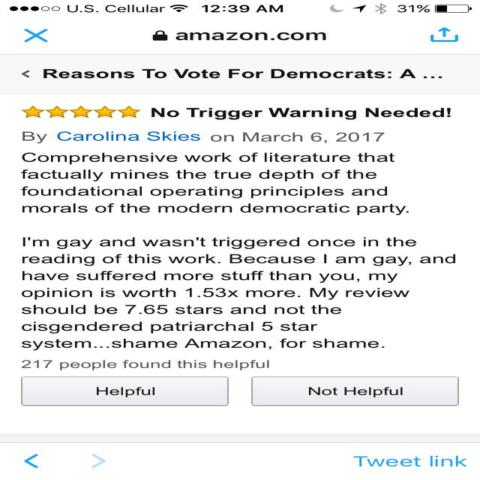 U.S. Cellular 12:39 AM 31%
amazon.com
< Reasons To Vote For Democrats: A ...
No Trigger Warning Needed!
By Carolina Skies on March 6, 2017
Comprehensive work of literature that
factually mines the true depth of the
foundational operating principles and
morals of the modern democratic party.
I'm gay and wasn't triggered once in the
reading of this work. Because I am gay, and
have suffered more stuff than you, my
opinion is worth 1.53x more. My review
should be 7.65 stars and not the
cisgendered patriarchal 5 star
system...shame Amazon, for shame.
217 people found this helpful
Helpful Not Helpful
Tweet link